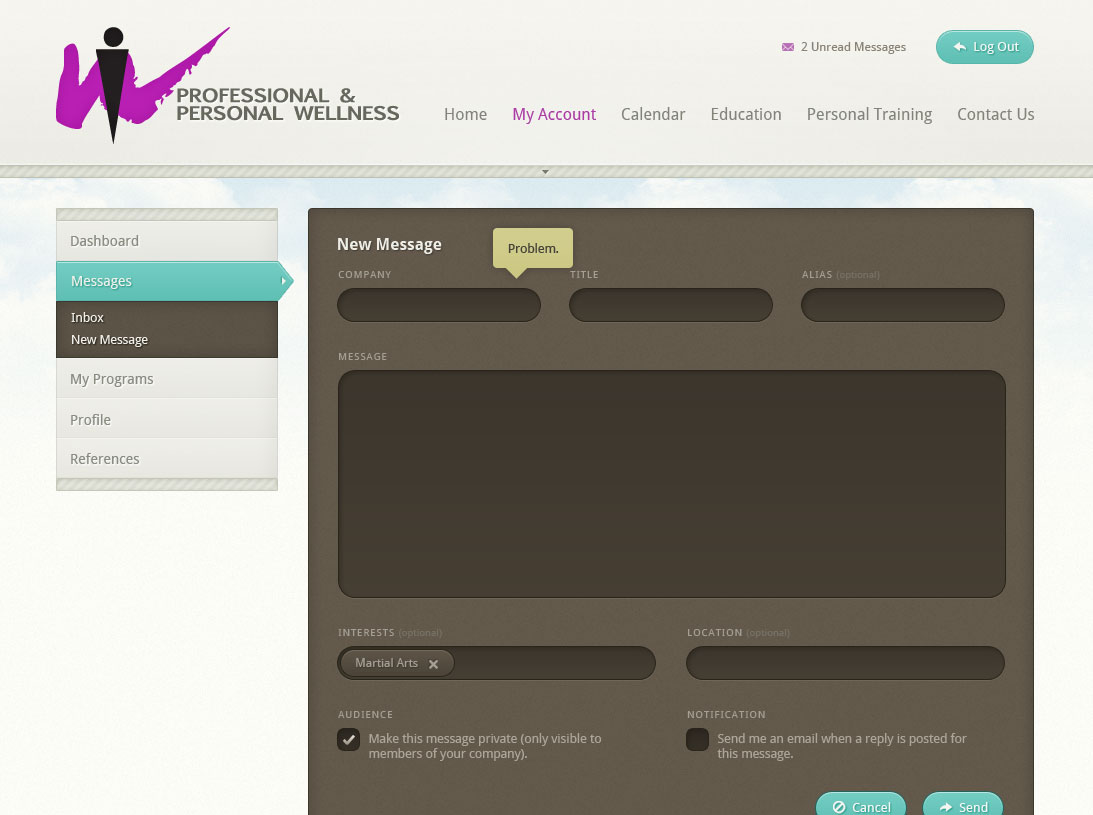 2 Unread Messages
Log Out
PROFESSIONAL &
PERSONAL WELLNESS
Home
My Account
Calendar
Education
Personal Training
Contact Us
Dashboard
Messages
Inbox
New Message
My Programs
Profile
References
New Message
Problem.
COMPANY
TITLE
ALIAS (optional)
MESSAGE
INTERESTS (optional)
LOCATION (optional)
Martial Arts
AUDIENCE
Make this message private (only visible to
members of your company).
NOTIFICATION
Send me an email when a reply is posted for
this message.
Cancel
Send